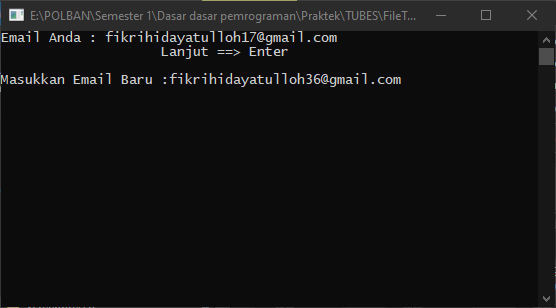 E:\POLBAN\Semester 1\Dasar dasar pemrograman\Praktek\TUBES\FileT...
Email Anda : fikrihidayatulloh17@gmail.com
Lanjut ==> Enter
Masukkan Email Baru :fikrihidayatulloh36@gmail.com